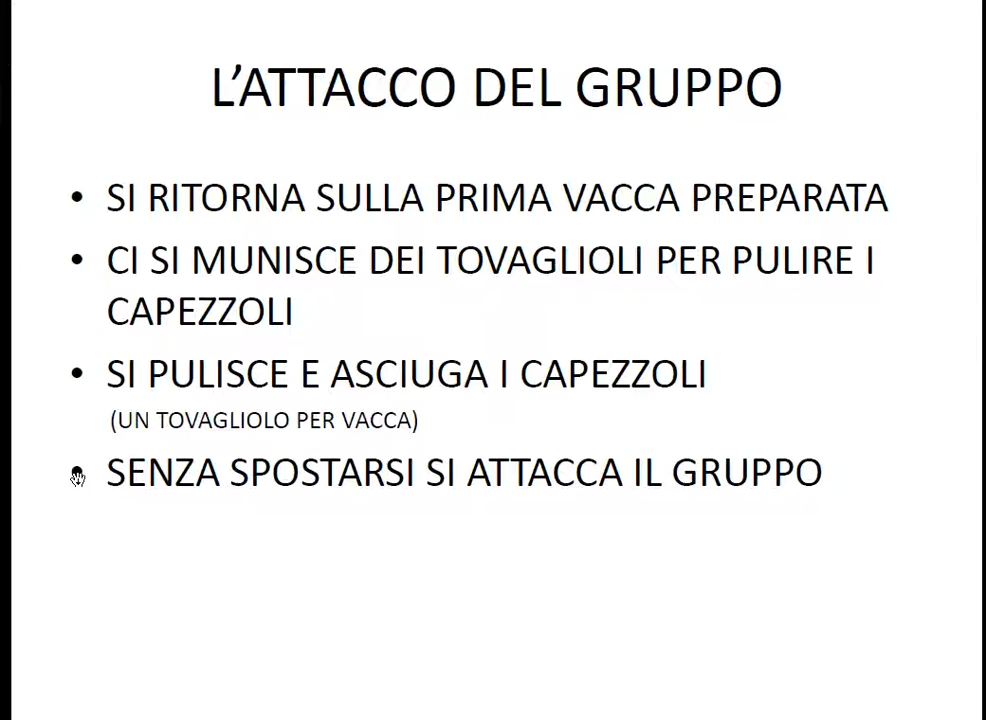 L'ATTACCO DEL GRUPPO
• SI RITORNA SULLA PRIMA VACCA PREPARATA
• CI SI MUNISCE DEI TOVAGLIOLI PER PULIRE I
CAPEZZOLI
• SI PULISCE E ASCIUGA I CAPEZZOLI
(UN TOVAGLIOLO PER VACCA)
• SENZA SPOSTARSI SI ATTACCA IL GRUPPO